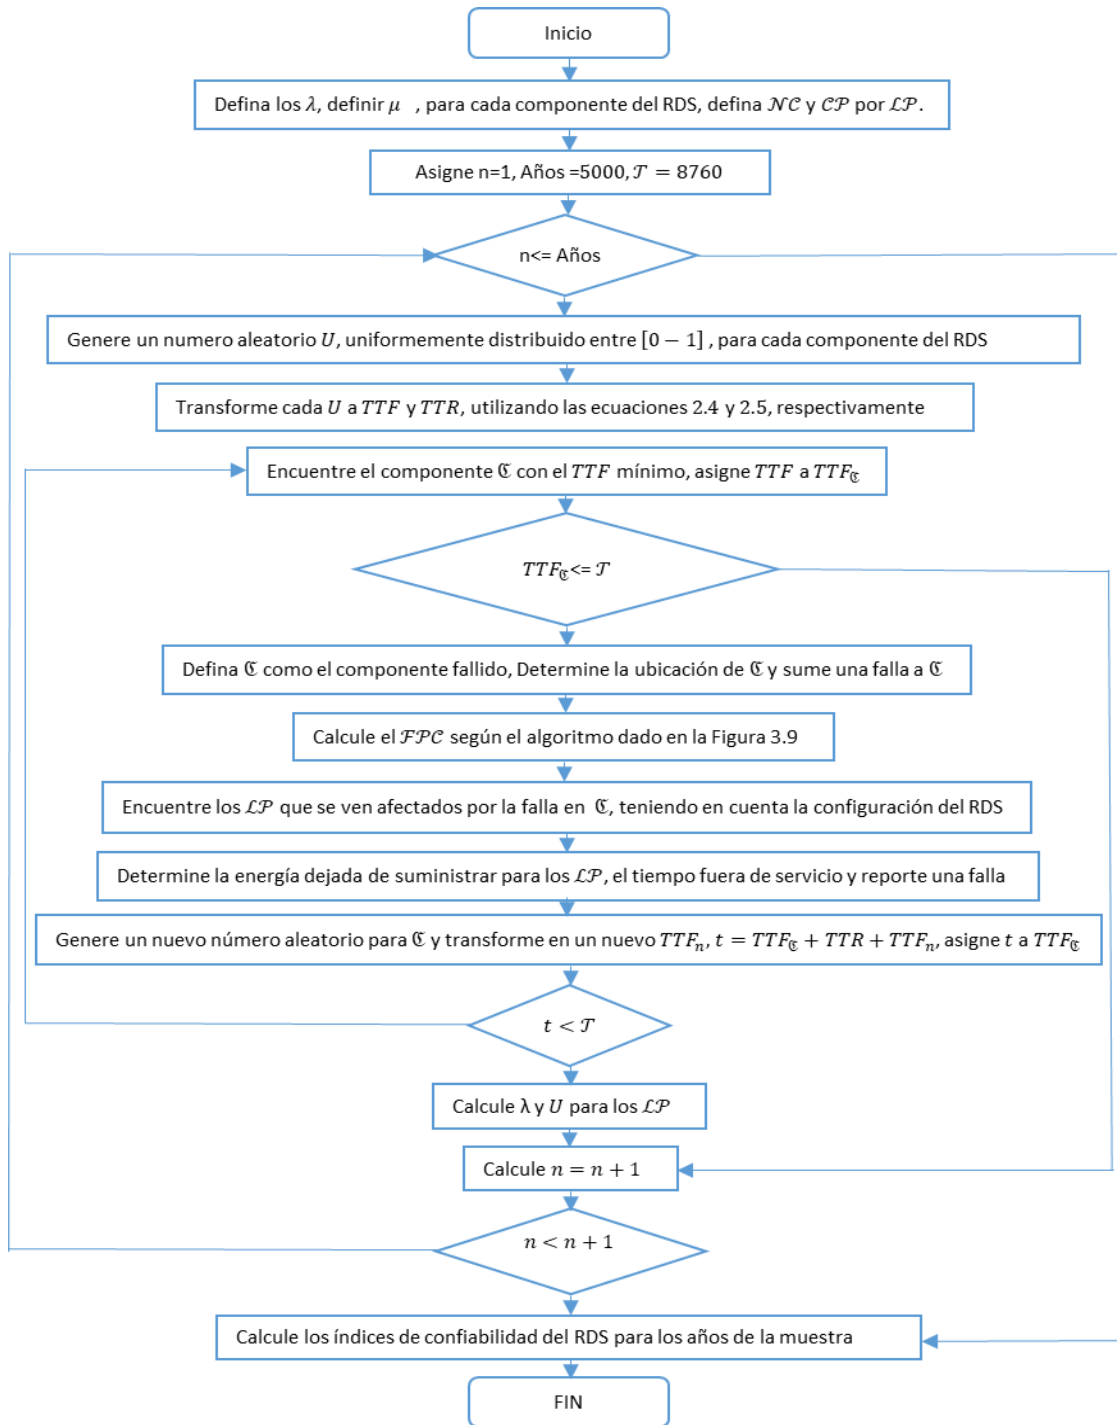 Inicio
Defina los λ, definir μ , para cada componente del RDS, defina 𝒩𝒞 y 𝒞𝒫 por ℒ𝒫.
Asigne n=1, Años =5000, 𝒯 = 8760
n<= Años
Genere un numero aleatorio U, uniformemente distribuido entre [0 − 1] , para cada componente del RDS
Transforme cada U a TTF y TTR, utilizando las ecuaciones 2.4 y 2.5, respectivamente
Encuentre el componente ℭ con el TTF mínimo, asigne TTF a TTF_ℭ
TTF_ℭ<= 𝒯
Defina ℭ como el componente fallido, Determine la ubicación de ℭ y sume una falla a ℭ
Calcule el ℱ𝒫𝒞 según el algoritmo dado en la Figura 3.9
Encuentre los ℒ𝒫 que se ven afectados por la falla en ℭ, teniendo en cuenta la configuración del RDS
Determine la energía dejada de suministrar para los ℒ𝒫, el tiempo fuera de servicio y reporte una falla
Genere un nuevo número aleatorio para ℭ y transforme en un nuevo TTF_n, t = TTF_ℭ + TTR + TTF_n, asigne t a TTF_ℭ
t < 𝒯
Calcule λ y U para los ℒ𝒫
Calcule n = n + 1
n < n + 1
Calcule los índices de confiabilidad del RDS para los años de la muestra
FIN